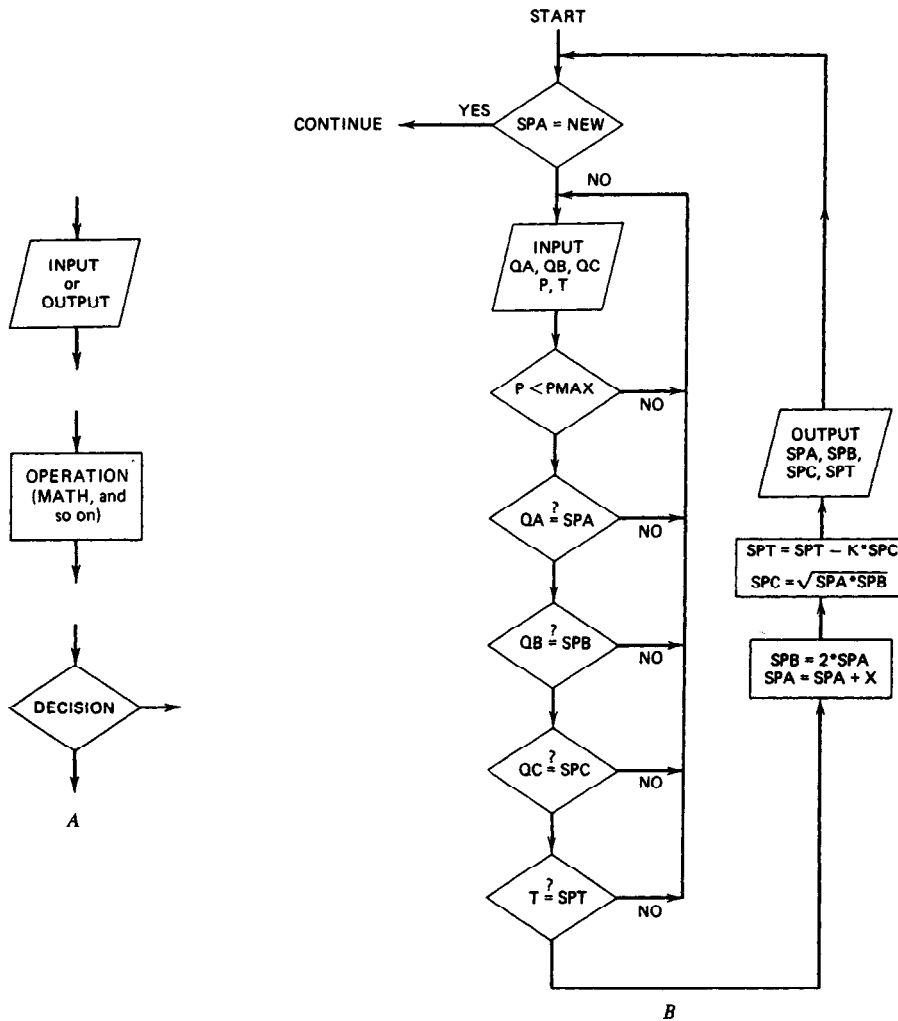 INPUT
or
OUTPUT
OPERATION
(MATH, and
so on)
DECISION
A
START
SPA = NEW
YES
CONTINUE
NO
INPUT
QA, QB, QC
P, T
P < PMAX
NO
?
QA = SPA
NO
?
QB = SPB
NO
?
QC = SPC
NO
?
T = SPT
NO
OUTPUT
SPA, SPB,
SPC, SPT
SPT = SPT − K*SPC
SPC = √SPA*SPB
SPB = 2*SPA
SPA = SPA + X
B